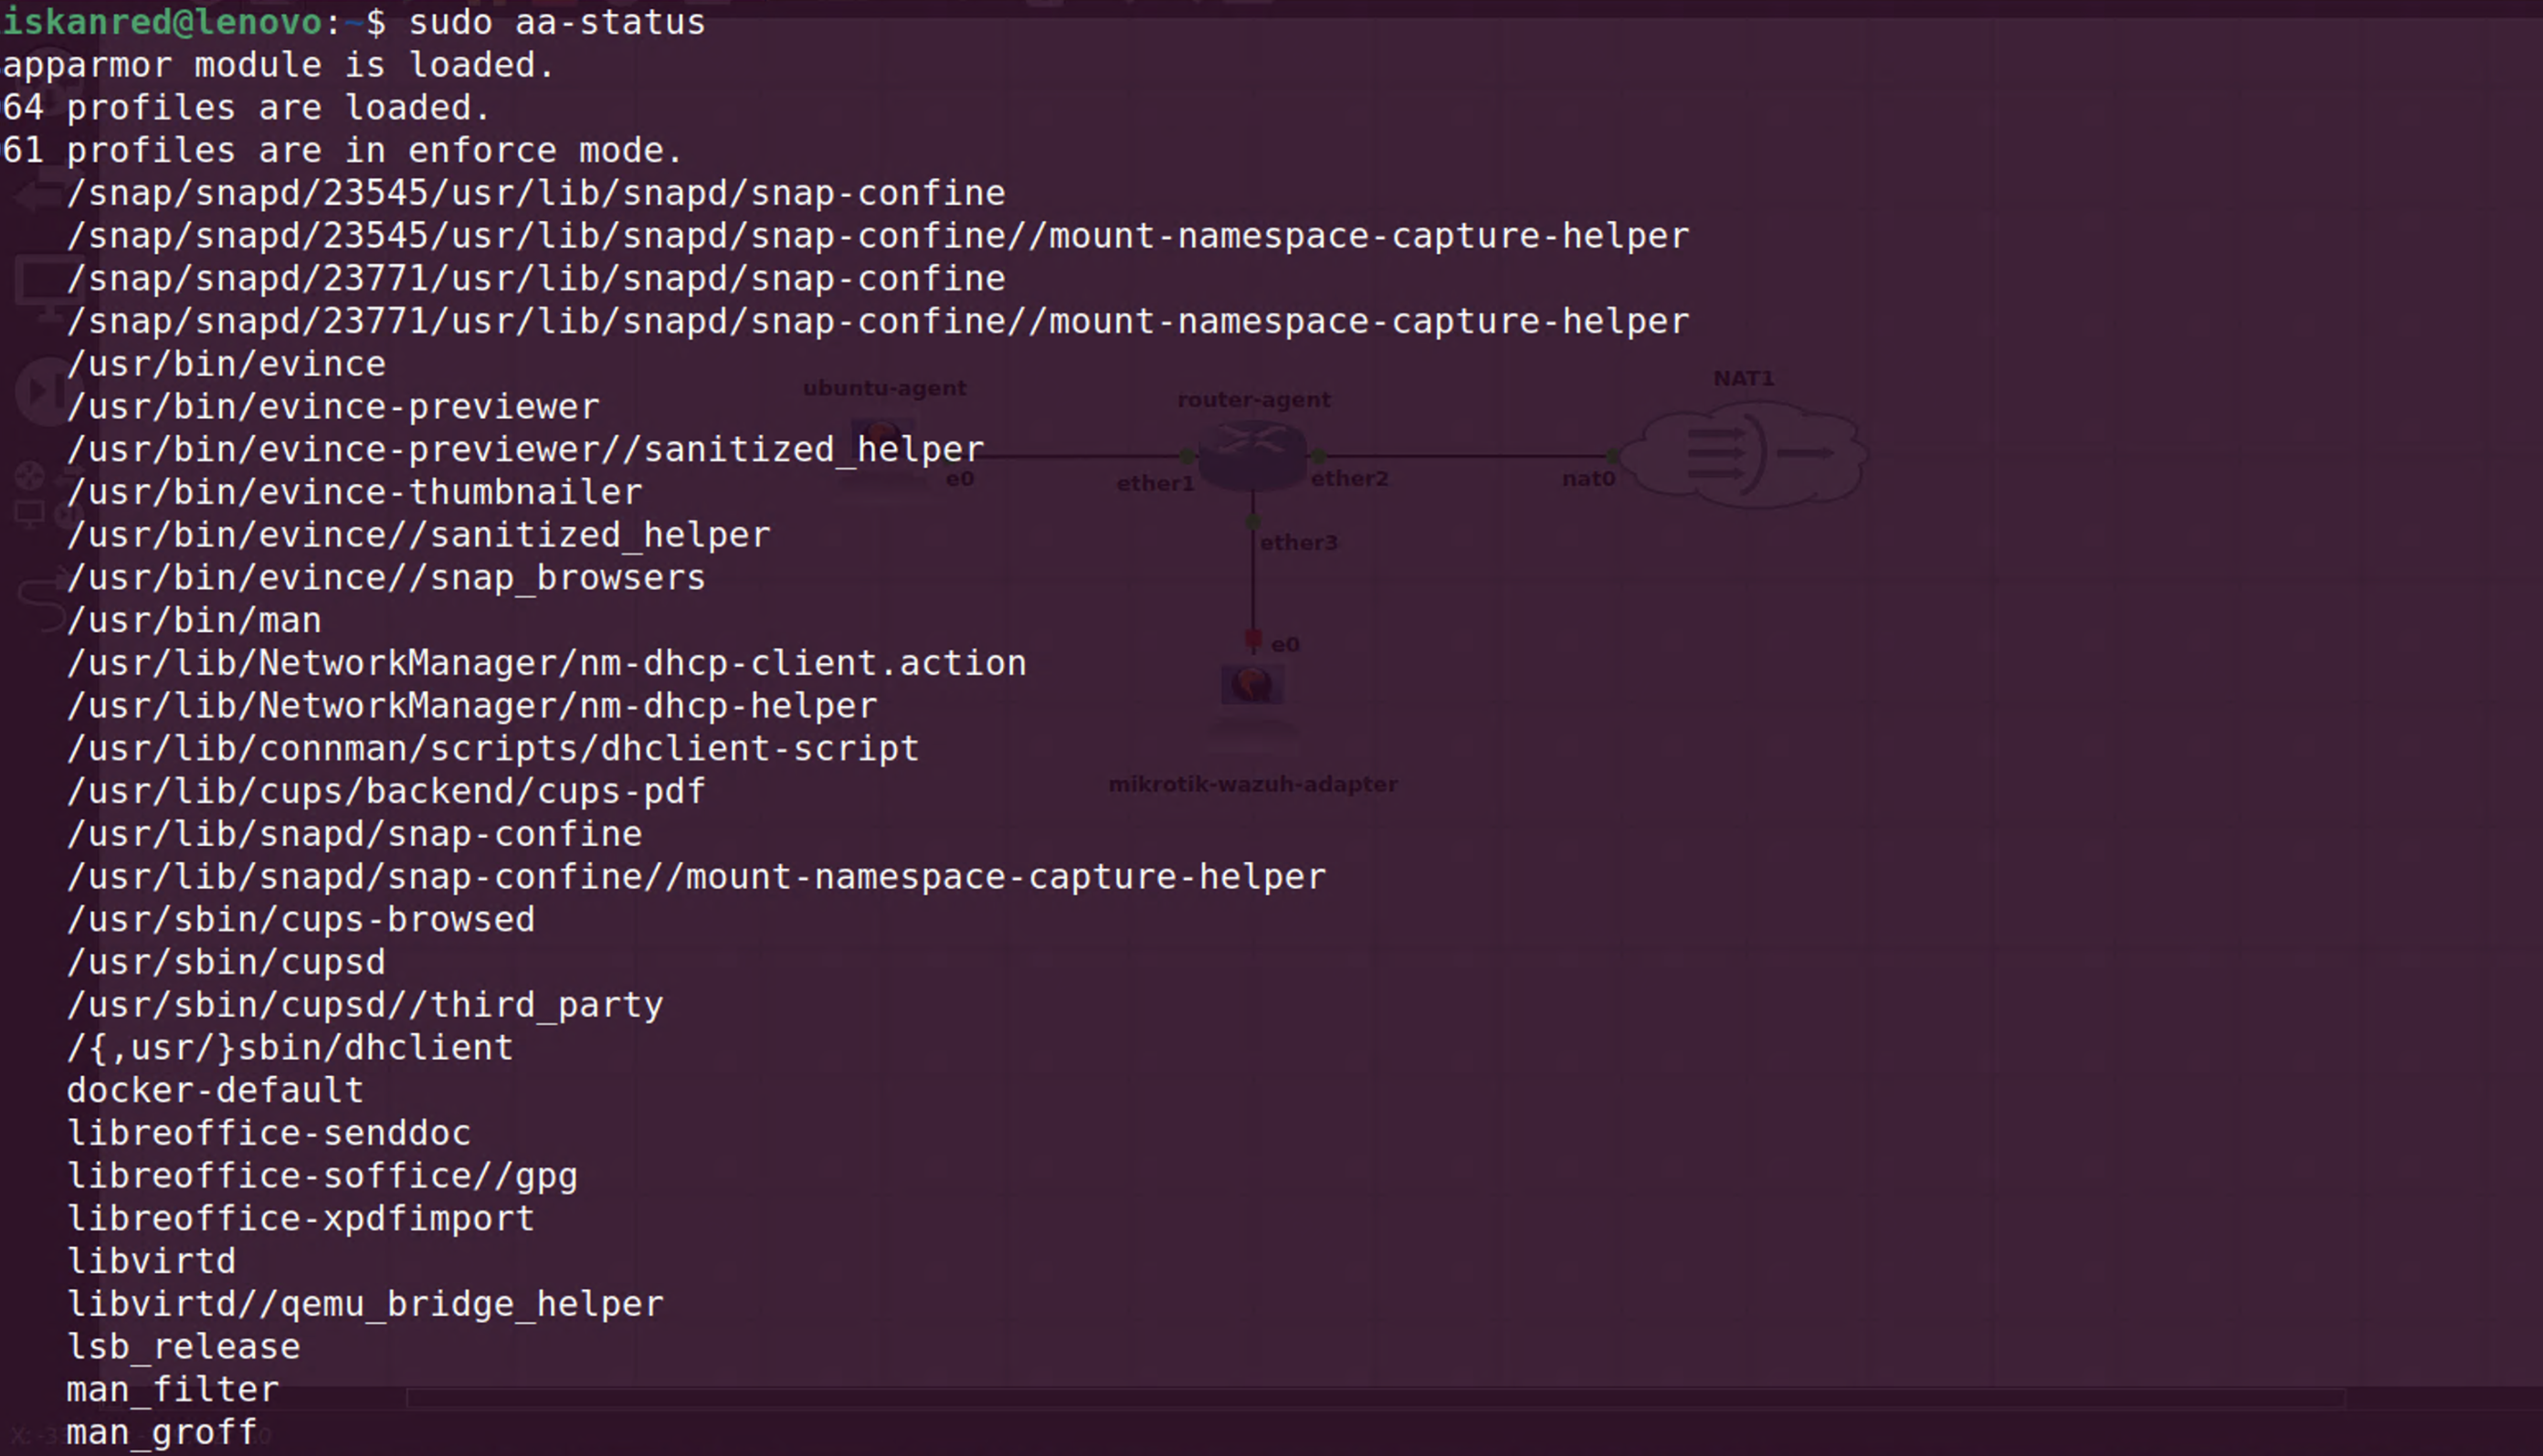 iskanred@lenovo:~$ sudo aa-status
apparmor module is loaded.
64 profiles are loaded.
61 profiles are in enforce mode.
/snap/snapd/23545/usr/lib/snapd/snap-confine
/snap/snapd/23545/usr/lib/snapd/snap-confine//mount-namespace-capture-helper
/snap/snapd/23771/usr/lib/snapd/snap-confine
/snap/snapd/23771/usr/lib/snapd/snap-confine//mount-namespace-capture-helper
/usr/bin/evince
/usr/bin/evince-previewer
/usr/bin/evince-previewer//sanitized_helper
/usr/bin/evince-thumbnailer
/usr/bin/evince//sanitized_helper
/usr/bin/evince//snap_browsers
/usr/bin/man
/usr/lib/NetworkManager/nm-dhcp-client.action
/usr/lib/NetworkManager/nm-dhcp-helper
/usr/lib/connman/scripts/dhclient-script
/usr/lib/cups/backend/cups-pdf
/usr/lib/snapd/snap-confine
/usr/lib/snapd/snap-confine//mount-namespace-capture-helper
/usr/sbin/cups-browsed
/usr/sbin/cupsd
/usr/sbin/cupsd//third_party
/{,usr/}sbin/dhclient
docker-default
libreoffice-senddoc
libreoffice-soffice//gpg
libreoffice-xpdfimport
libvirtd
libvirtd//qemu_bridge_helper
lsb_release
man_filter
man_groff
ubuntu-agent
router-agent
NAT1
e0
ether1
ether2
nat0
ether3
e0
mikrotik-wazuh-adapter